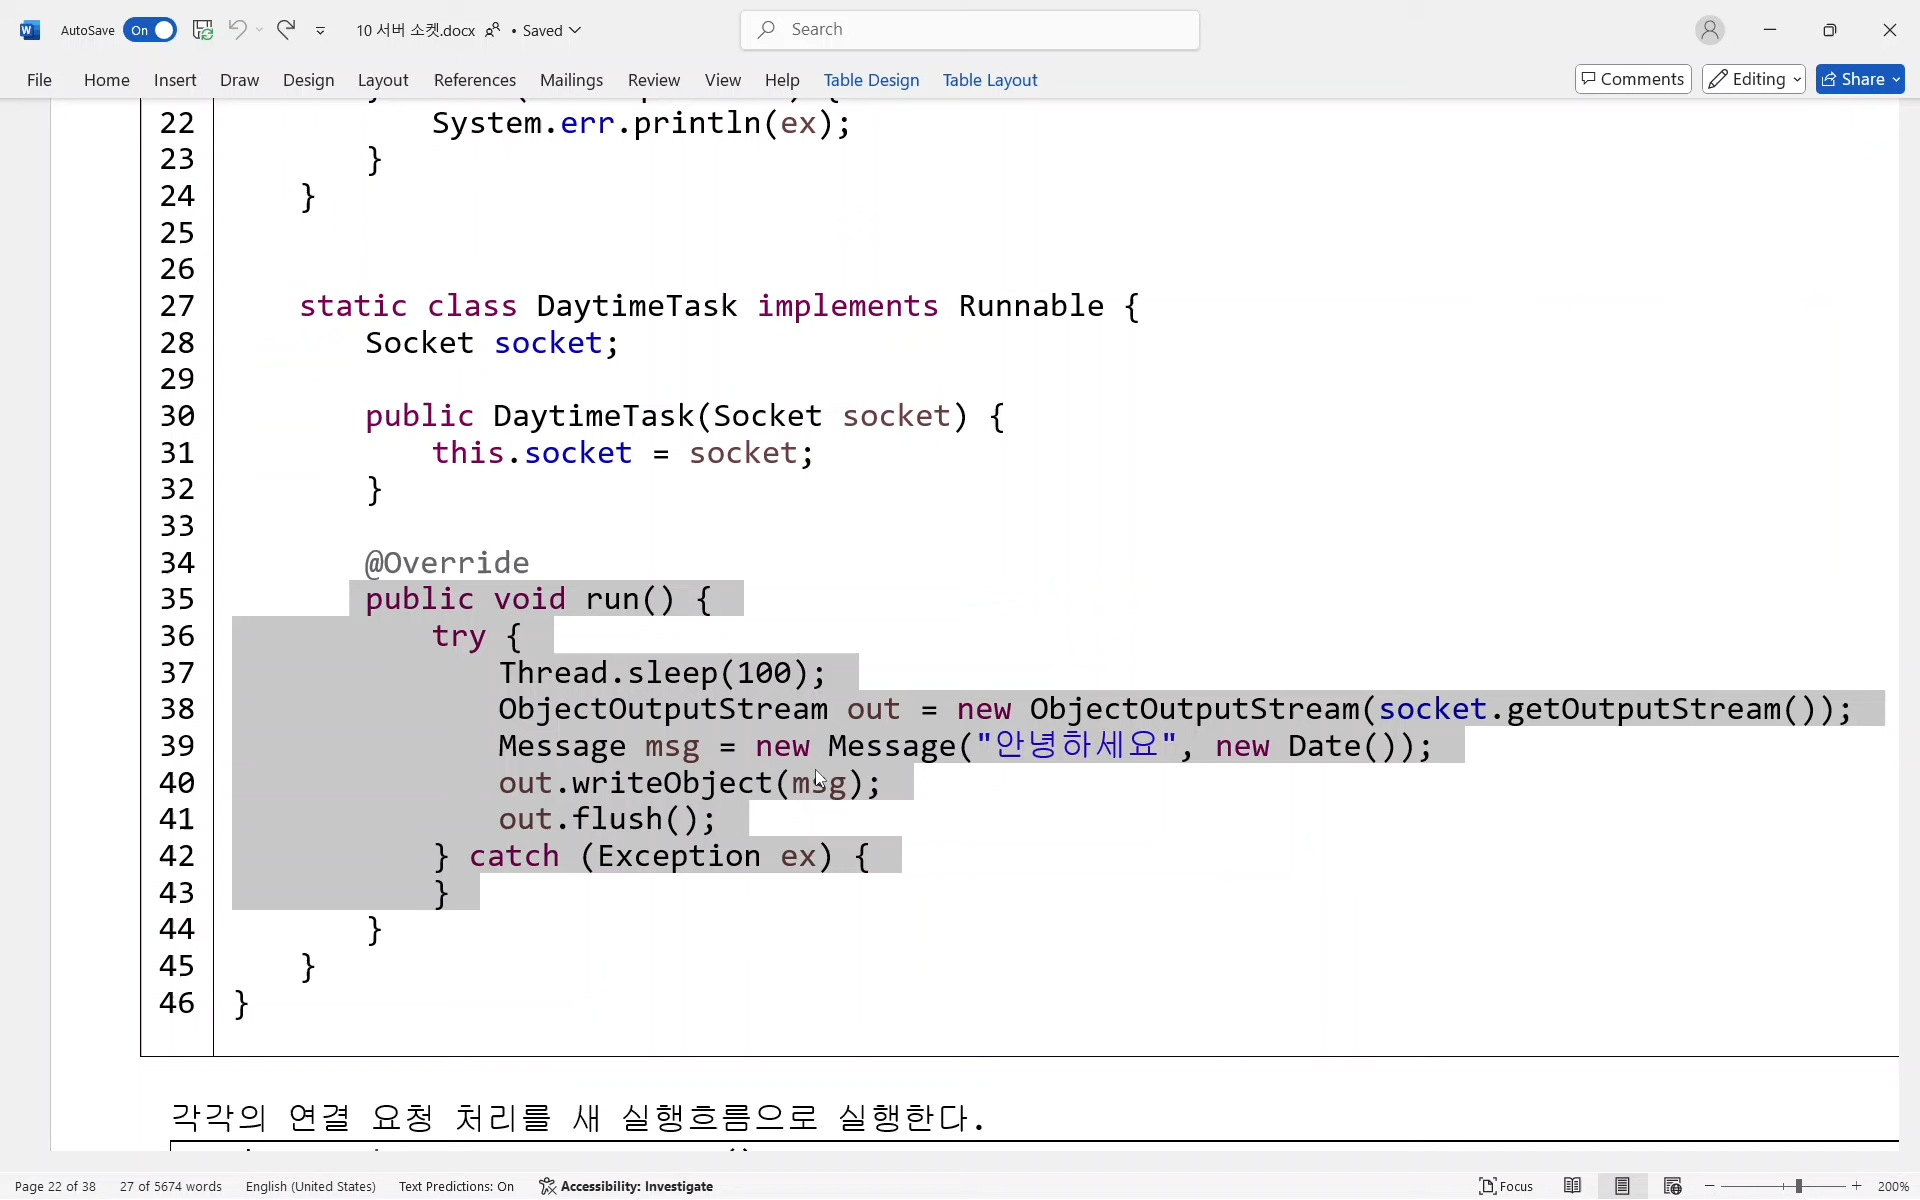 AutoSave On 10 서버 소켓.docx • Saved Search
File Home Insert Draw Design Layout References Mailings Review View Help Table Design Table Layout Comments Editing Share
22 System.err.println(ex);
23 }
24 }
25
26
27 static class DaytimeTask implements Runnable {
28 Socket socket;
29
30 public DaytimeTask(Socket socket) {
31 this.socket = socket;
32 }
33
34 @Override
35 public void run() {
36 try {
37 Thread.sleep(100);
38 ObjectOutputStream out = new ObjectOutputStream(socket.getOutputStream());
39 Message msg = new Message("안녕하세요", new Date());
40 out.writeObject(msg);
41 out.flush();
42 } catch (Exception ex) {
43 }
44 }
45 }
46 }
각각의 연결 요청 처리를 새 실행흐름으로 실행한다.
Page 22 of 38 27 of 5674 words English (United States) Text Predictions: On Accessibility: Investigate Focus 200%